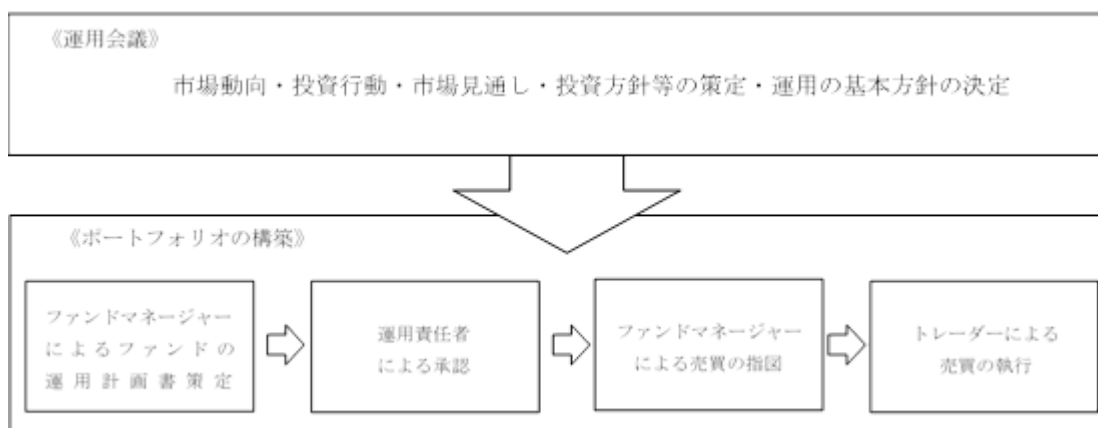 《運用会議》
市場動向・投資行動・市場見通し・投資方針等の策定・運用の基本方針の決定
《ポートフォリオの構築》
ファンドマネージャー
によるファンドの
運用計画書策定
運用責任者
による承認
ファンドマネージャー
による売買の指図
トレーダーによる
売買の執行